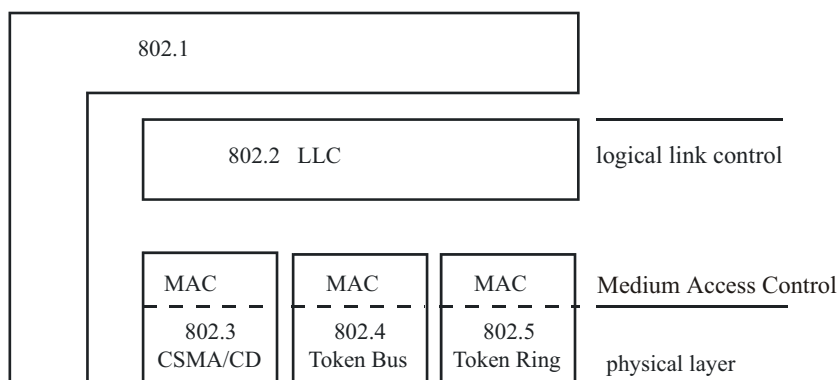 802.1
802.2 LLC
logical link control
MAC
MAC
MAC
Medium Access Control
802.3
CSMA/CD
802.4
Token Bus
802.5
Token Ring
physical layer